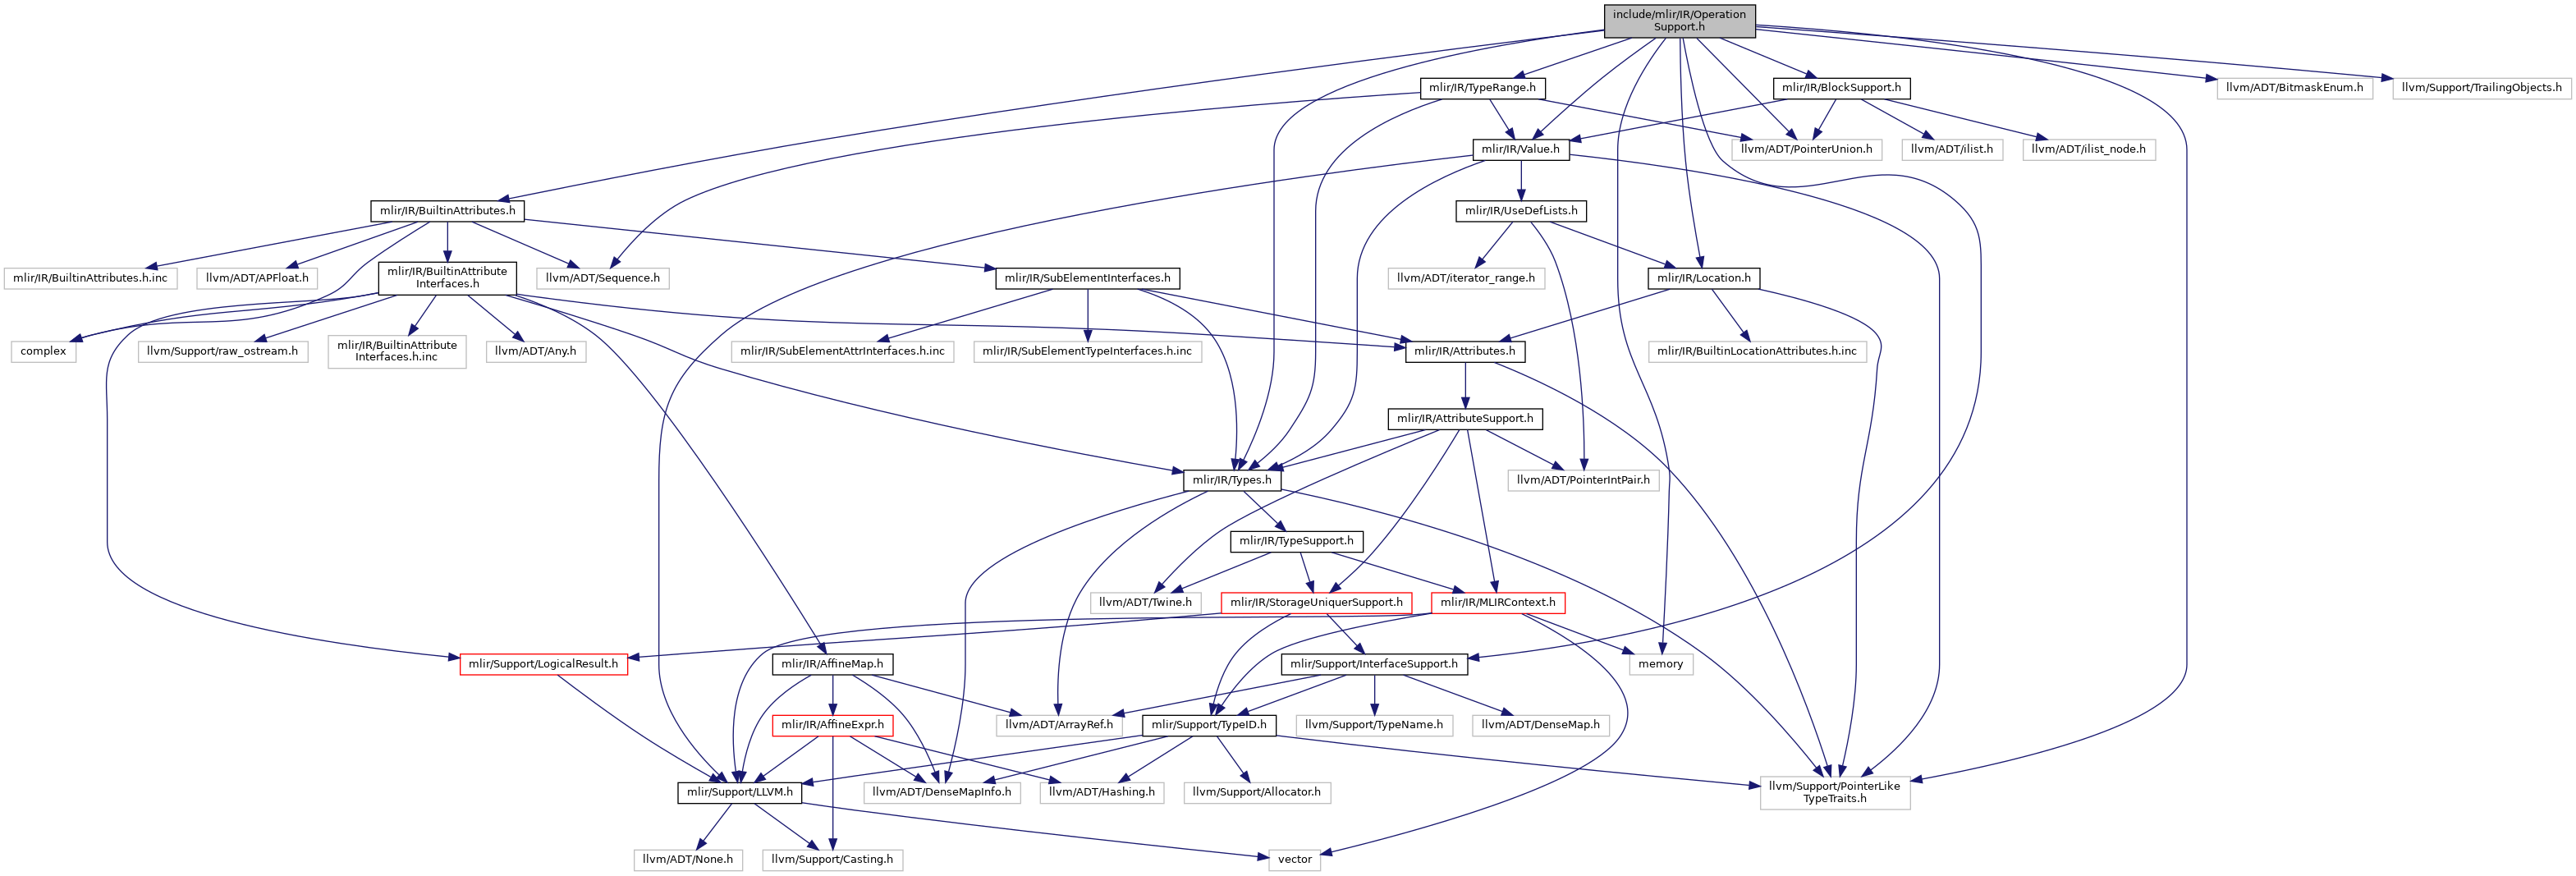 include/mlir/IR/Operation
Support.h
mlir/IR/TypeRange.h
mlir/IR/BlockSupport.h
llvm/ADT/BitmaskEnum.h
llvm/Support/TrailingObjects.h
mlir/IR/Value.h
llvm/ADT/PointerUnion.h
llvm/ADT/ilist.h
llvm/ADT/ilist_node.h
mlir/IR/BuiltinAttributes.h
mlir/IR/UseDefLists.h
mlir/IR/BuiltinAttributes.h.inc
llvm/ADT/APFloat.h
mlir/IR/BuiltinAttribute
Interfaces.h
llvm/ADT/Sequence.h
mlir/IR/SubElementInterfaces.h
llvm/ADT/iterator_range.h
mlir/IR/Location.h
complex
llvm/Support/raw_ostream.h
mlir/IR/BuiltinAttribute
Interfaces.h.inc
llvm/ADT/Any.h
mlir/IR/SubElementAttrInterfaces.h.inc
mlir/IR/SubElementTypeInterfaces.h.inc
mlir/IR/Attributes.h
mlir/IR/BuiltinLocationAttributes.h.inc
mlir/IR/AttributeSupport.h
mlir/IR/Types.h
llvm/ADT/PointerIntPair.h
mlir/IR/TypeSupport.h
llvm/ADT/Twine.h
mlir/IR/StorageUniquerSupport.h
mlir/IR/MLIRContext.h
mlir/Support/LogicalResult.h
mlir/IR/AffineMap.h
mlir/Support/InterfaceSupport.h
memory
mlir/IR/AffineExpr.h
llvm/ADT/ArrayRef.h
mlir/Support/TypeID.h
llvm/Support/TypeName.h
llvm/ADT/DenseMap.h
mlir/Support/LLVM.h
llvm/ADT/DenseMapInfo.h
llvm/ADT/Hashing.h
llvm/Support/Allocator.h
llvm/Support/PointerLike
TypeTraits.h
llvm/ADT/None.h
llvm/Support/Casting.h
vector